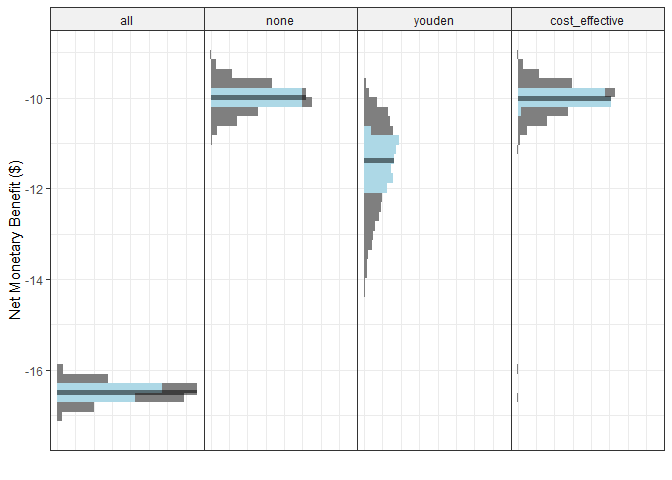 all
none
youden
cost_effective
Net Monetary Benefit ($)
-10
-12
-14
-16